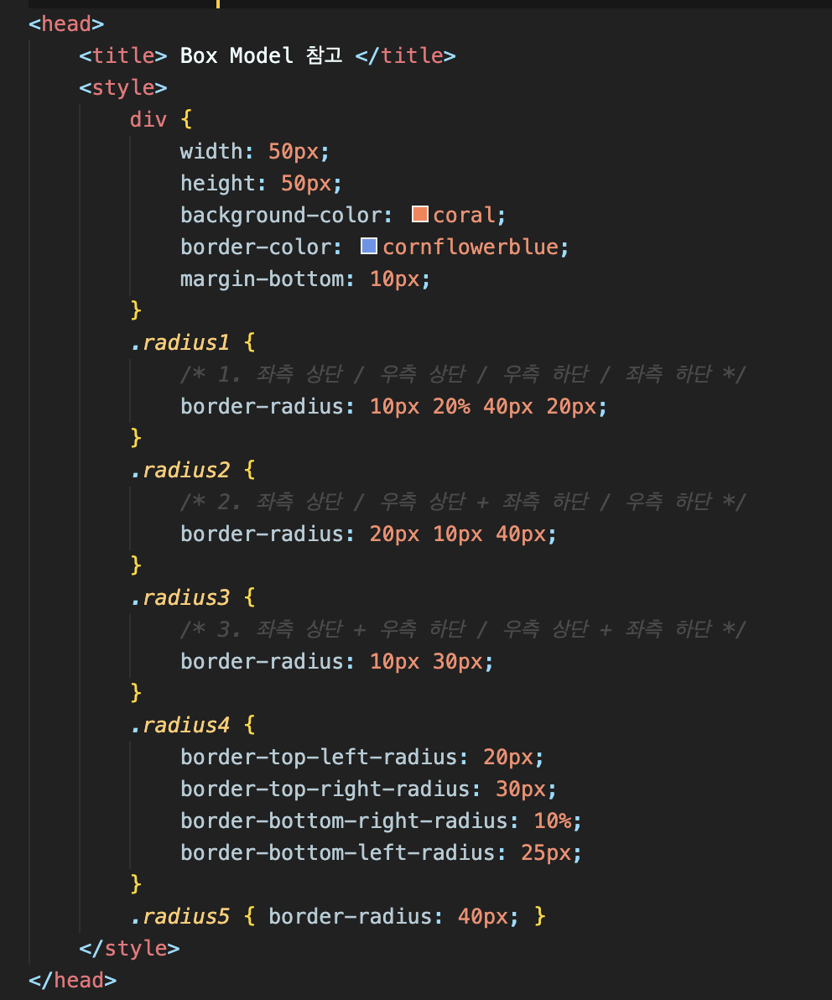 <head>
    <title> Box Model 참고 </title>
    <style>
        div {
            width: 50px;
            height: 50px;
            background-color: coral;
            border-color: cornflowerblue;
            margin-bottom: 10px;
        }
        .radius1 {
            /* 1. 좌측 상단 / 우측 상단 / 우측 하단 / 좌측 하단 */
            border-radius: 10px 20% 40px 20px;
        }
        .radius2 {
            /* 2. 좌측 상단 / 우측 상단 + 좌측 하단 / 우측 하단 */
            border-radius: 20px 10px 40px;
        }
        .radius3 {
            /* 3. 좌측 상단 + 우측 하단 / 우측 상단 + 좌측 하단 */
            border-radius: 10px 30px;
        }
        .radius4 {
            border-top-left-radius: 20px;
            border-top-right-radius: 30px;
            border-bottom-right-radius: 10%;
            border-bottom-left-radius: 25px;
        }
        .radius5 { border-radius: 40px; }
    </style>
</head>